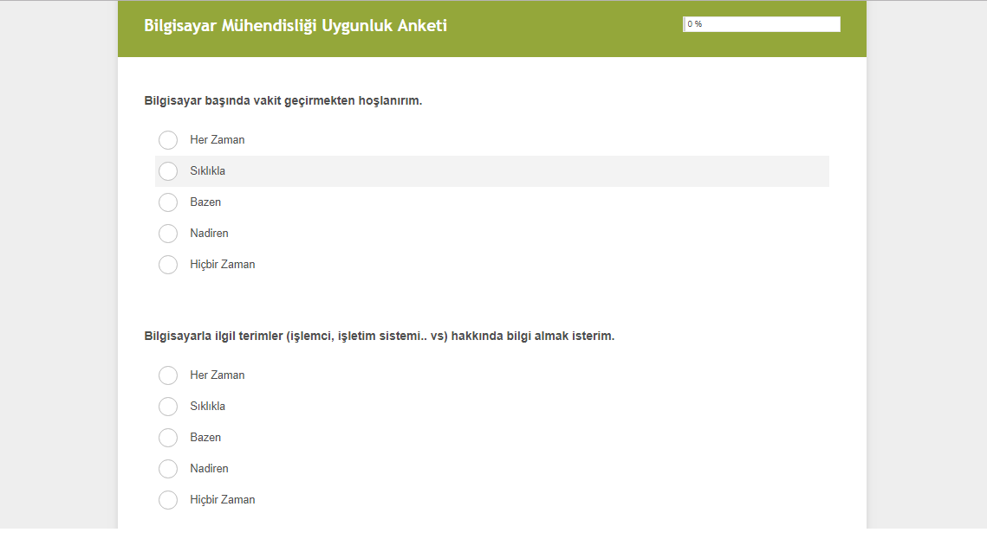 Bilgisayar Mühendisliği Uygunluk Anketi
0 %
Bilgisayar başında vakit geçirmekten hoşlanırım.
Her Zaman
Sıklıkla
Bazen
Nadiren
Hiçbir Zaman
Bilgisayarla ilgil terimler (işlemci, işletim sistemi.. vs) hakkında bilgi almak isterim.
Her Zaman
Sıklıkla
Bazen
Nadiren
Hiçbir Zaman